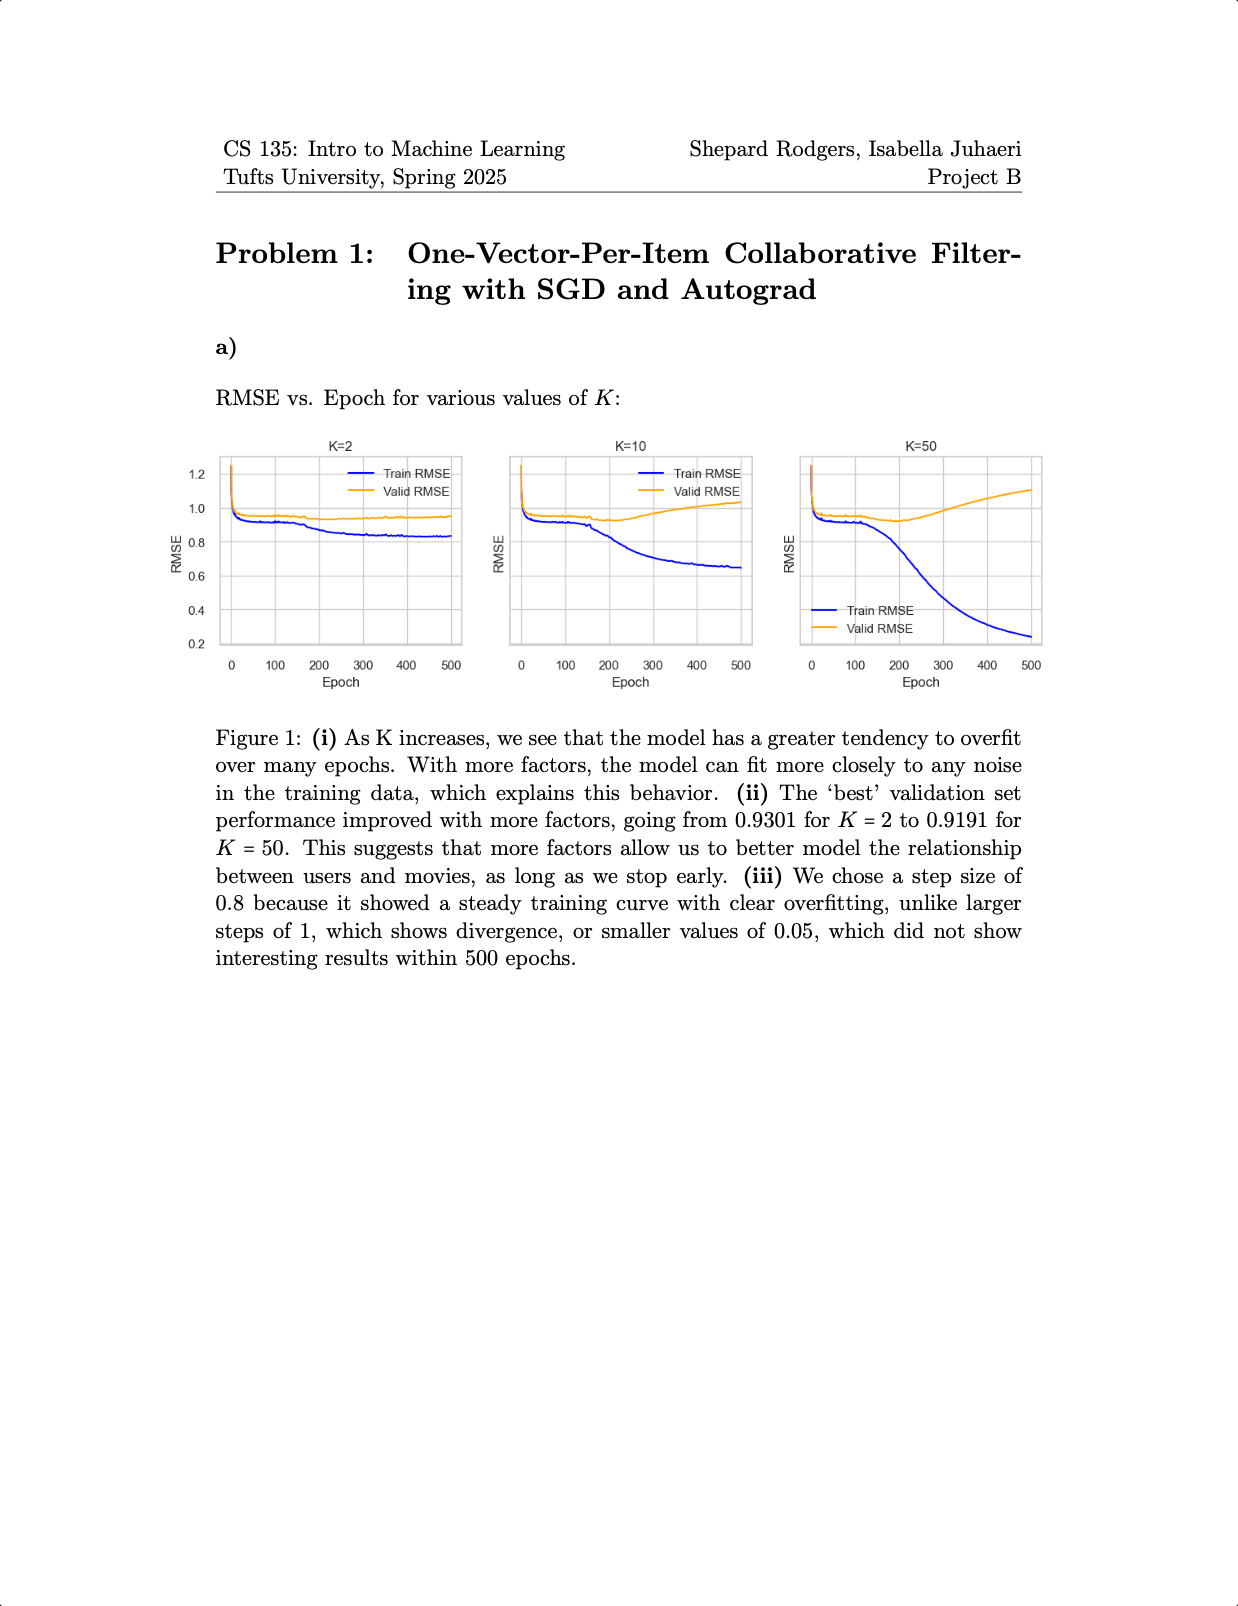 CS 135: Intro to Machine Learning Shepard Rodgers, Isabella Juhaeri
Tufts University, Spring 2025 Project B
Problem 1: One-Vector-Per-Item Collaborative Filter-
ing with SGD and Autograd
a)
RMSE vs. Epoch for various values of K:
K=2
Train RMSE
Valid RMSE
1.2
1.0
0.8
0.6
0.4
0.2
RMSE
0 100 200 300 400 500
Epoch
K=10
Train RMSE
Valid RMSE
RMSE
0 100 200 300 400 500
Epoch
K=50
RMSE
Train RMSE
Valid RMSE
0 100 200 300 400 500
Epoch
Figure 1: (i) As K increases, we see that the model has a greater tendency to overfit
over many epochs. With more factors, the model can fit more closely to any noise
in the training data, which explains this behavior. (ii) The ‘best’ validation set
performance improved with more factors, going from 0.9301 for K = 2 to 0.9191 for
K = 50. This suggests that more factors allow us to better model the relationship
between users and movies, as long as we stop early. (iii) We chose a step size of
0.8 because it showed a steady training curve with clear overfitting, unlike larger
steps of 1, which shows divergence, or smaller values of 0.05, which did not show
interesting results within 500 epochs.